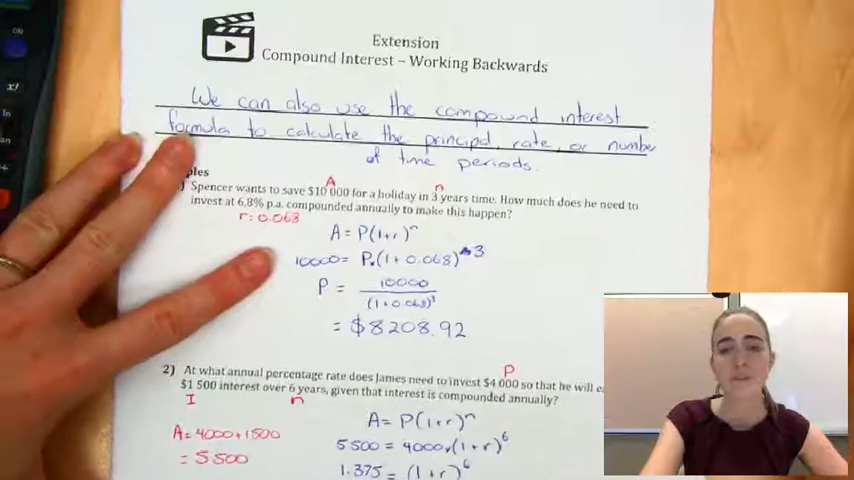 Extension
Compound Interest – Working Backwards
We can also use the compound interest
formula to calculate the principal, rate, or number
of time periods.
ples
A n
) Spencer wants to save $10 000 for a holiday in 3 years time. How much does he need to
invest at 6.8% p.a. compounded annually to make this happen?
r = 0.068
A = P(1+r)^n
10000 = P×(1 + 0.068)^3
P = 10000
(1+0.068)^3
= $8208.92
P
2) At what annual percentage rate does James need to invest $4 000 so that he will
$1 500 interest over 6 years, given that interest is compounded annually?
I n
A = P(1+r)^n
A = 4000 + 1500
5500 = 4000×(1+r)^6
= 5500
1.375 = (1+r)^6
x!
ln